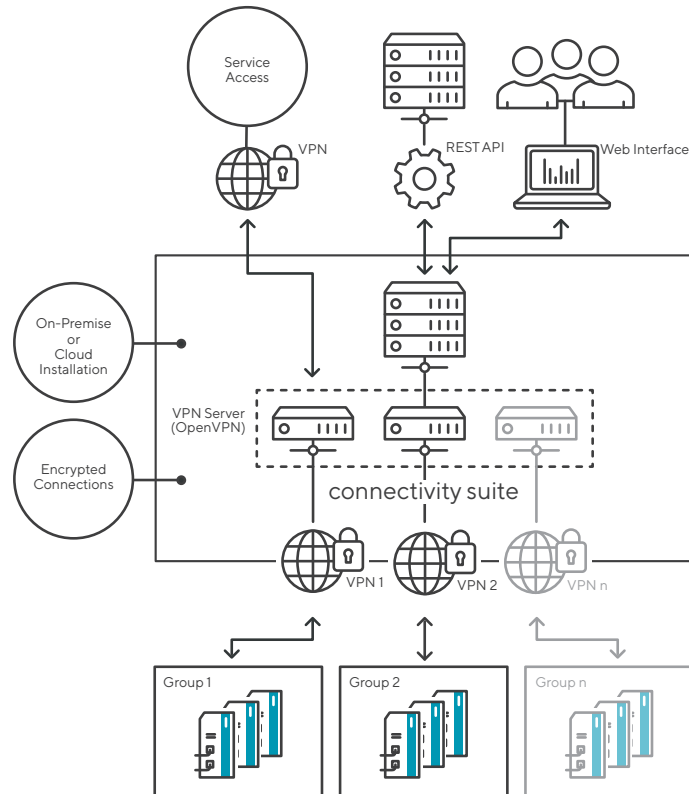 Service
Access
VPN
REST API
Web Interface
On-Premise
or
Cloud
Installation
VPN Server
(OpenVPN)
Encrypted
Connections
connectivity suite
VPN 1
VPN 2
VPN n
Group 1
Group 2
Group n